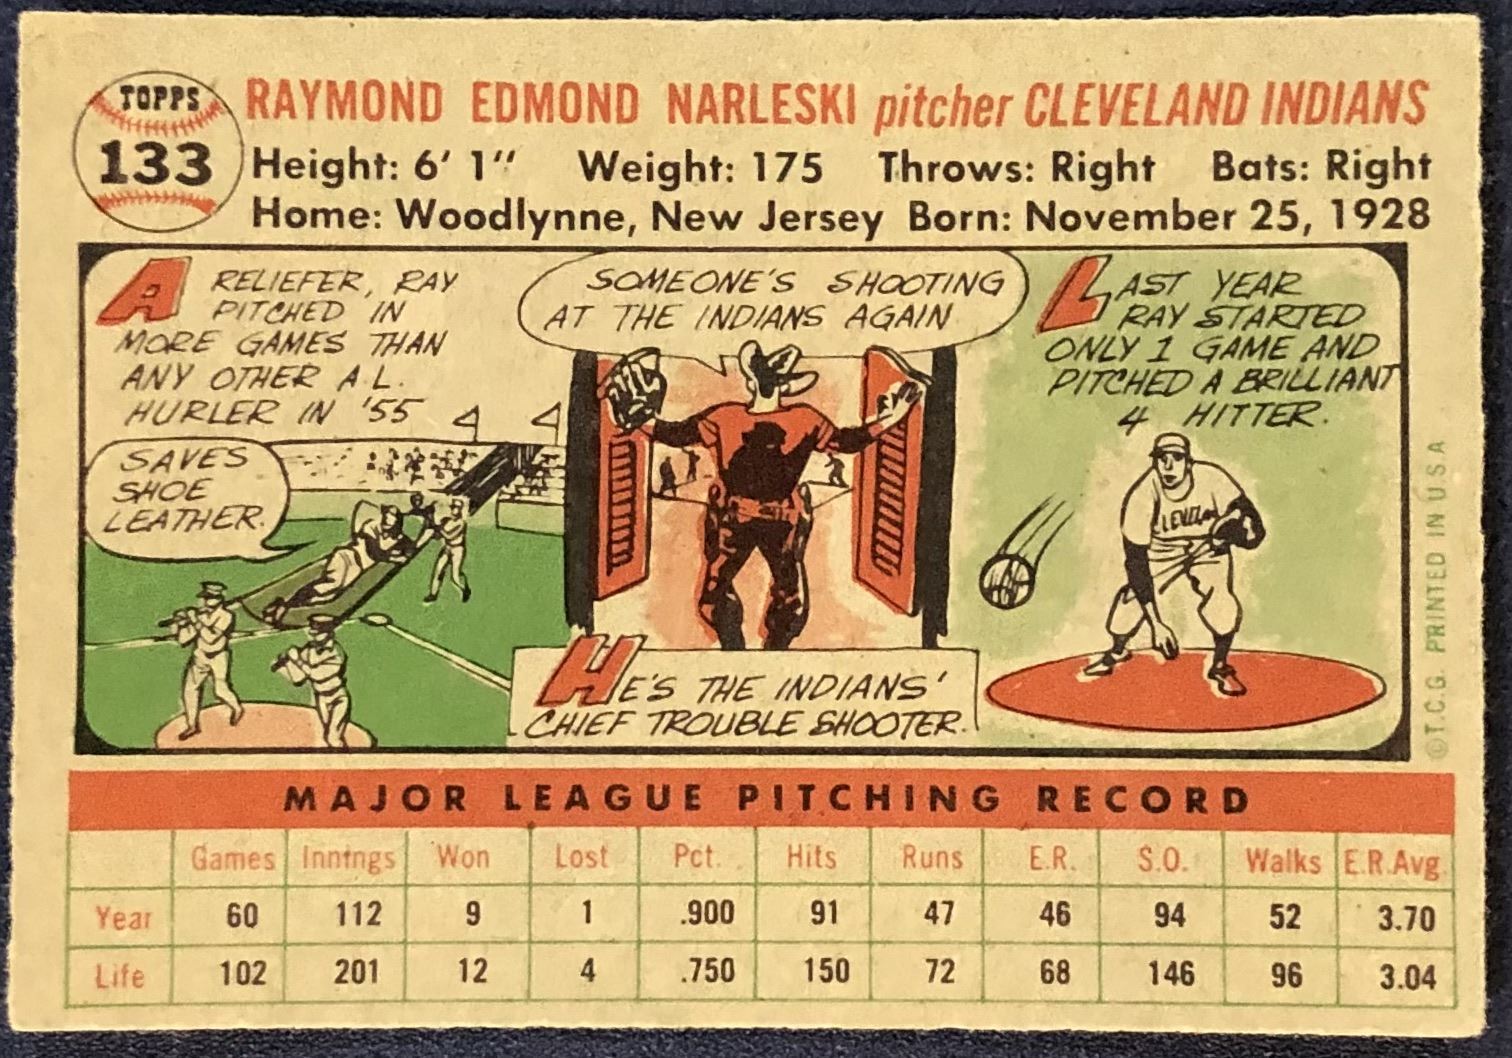 TOPPS
133
RAYMOND EDMOND NARLESKI pitcher CLEVELAND INDIANS
Height: 6' 1" Weight: 175 Throws: Right Bats: Right
Home: Woodlynne, New Jersey Born: November 25, 1928
A RELIEFER, RAY
PITCHED IN
MORE GAMES THAN
ANY OTHER A.L.
HURLER IN '55
SAVES
SHOE
LEATHER.
SOMEONE'S SHOOTING
AT THE INDIANS AGAIN
HE'S THE INDIANS'
CHIEF TROUBLE SHOOTER.
LAST YEAR
RAY STARTED
ONLY 1 GAME AND
PITCHED A BRILLIANT
4 HITTER.
©T.C.G. PRINTED IN U.S.A
MAJOR LEAGUE PITCHING RECORD
Games Innings Won Lost Pct. Hits Runs E.R. S.O. Walks E.R.Avg.
Year 60 112 9 1 .900 91 47 46 94 52 3.70
Life 102 201 12 4 .750 150 72 68 146 96 3.04